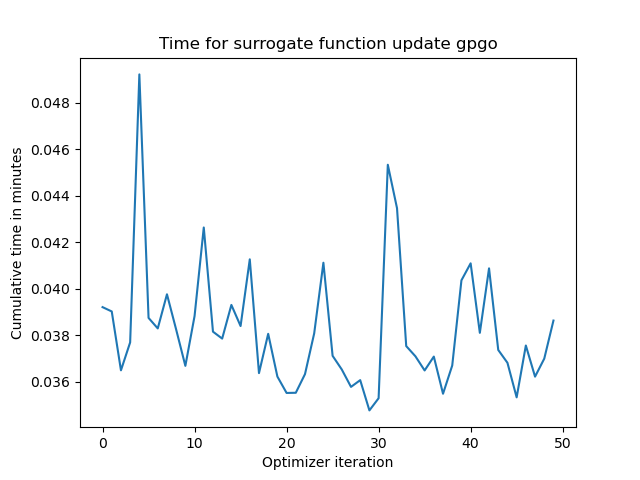 Time for surrogate function update gpgo
Cumulative time in minutes
0.048
0.046
0.044
0.042
0.040
0.038
0.036
0 10 20 30 40 50
Optimizer iteration